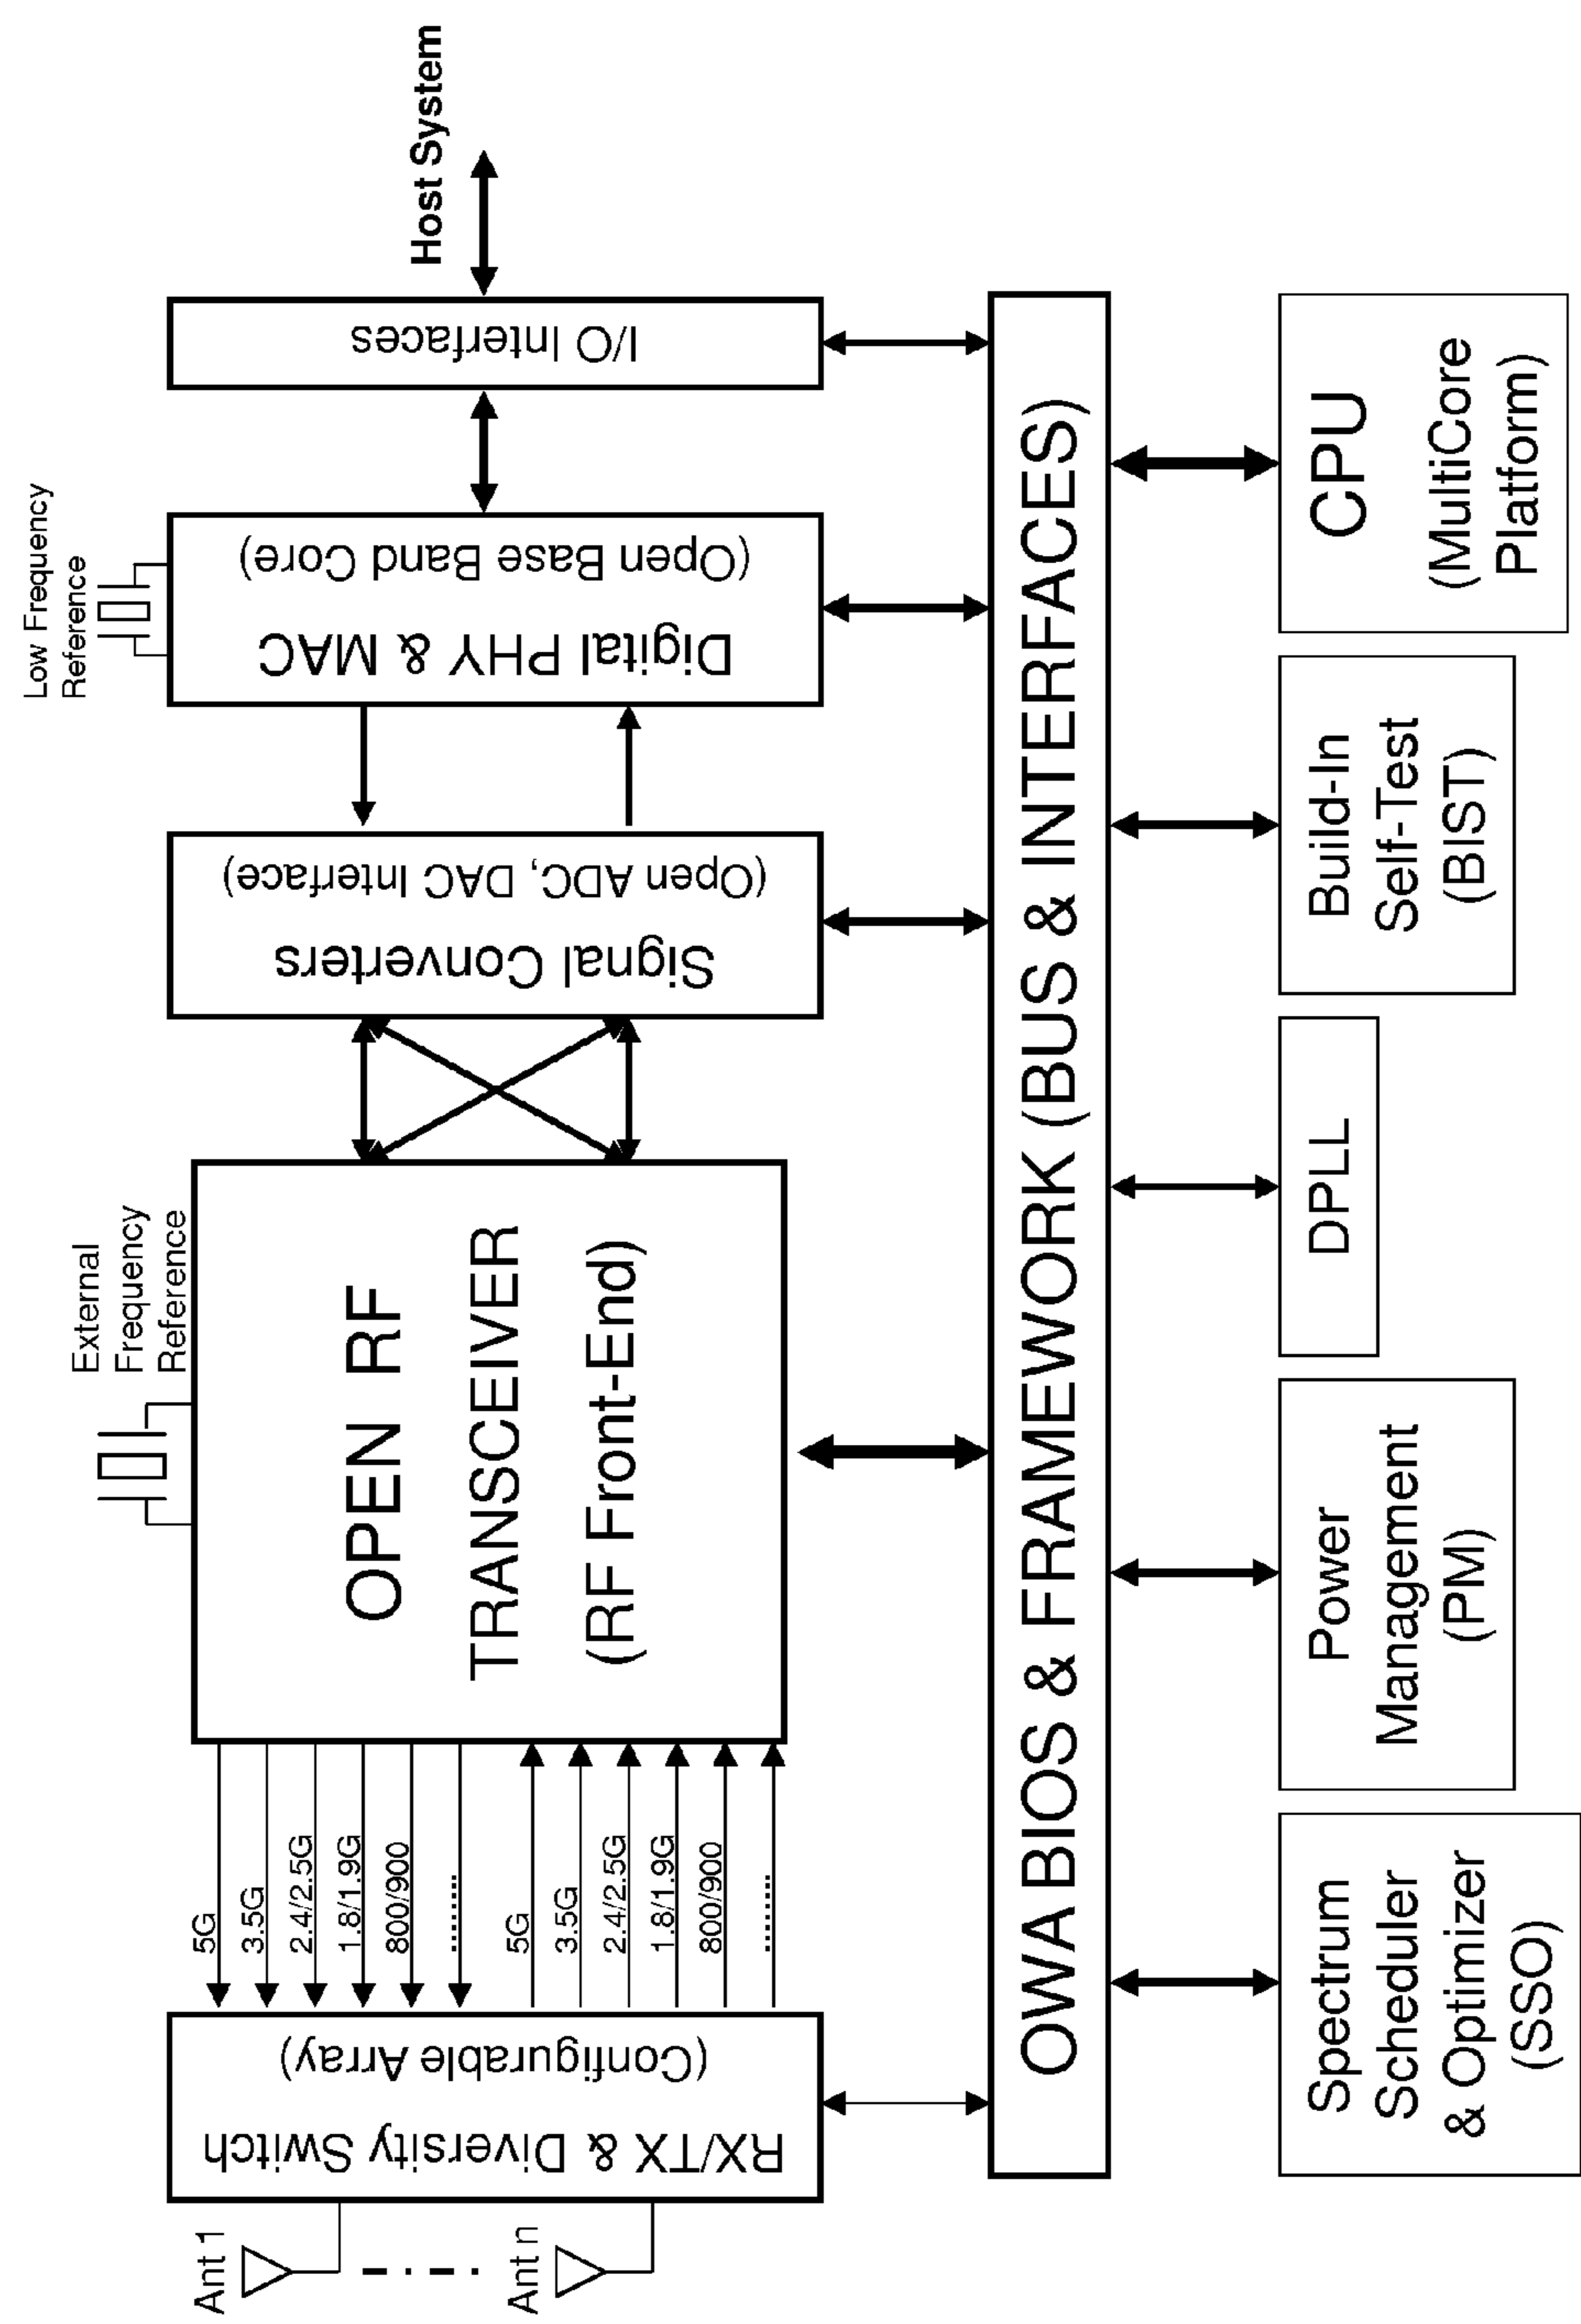 Ant 1
Ant n
RX/TX & Diversity Switch
(Configurable Array)
5G
3.5G
2.4/2.5G
1.8/1.9G
800/900
........
5G
3.5G
2.4/2.5G
1.8/1.9G
800/900
........
External
Frequency
Reference
OPEN RF
TRANSCEIVER
(RF Front-End)
Signal Converters
(Open ADC, DAC Interface)
Low Frequency
Reference
Digital PHY & MAC
(Open Base Band Core)
I/O Interfaces
Host System
OWA BIOS & FRAMEWORK (BUS & INTERFACES)
Spectrum
Scheduler
& Optimizer
(SSO)
Power
Management
(PM)
DPLL
Build-In
Self-Test
(BIST)
CPU
(MultiCore
Platform)